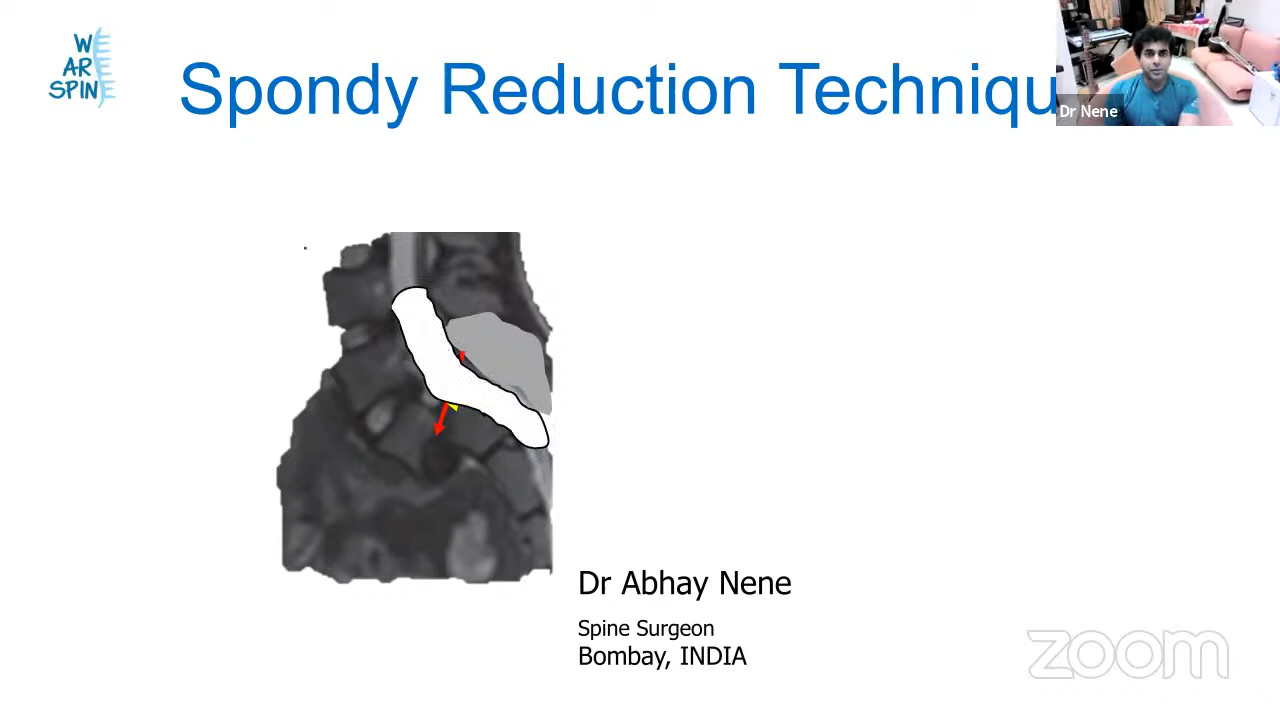 WE
ARE
SPINE
Spondy Reduction Techniqu
Dr Nene
Dr Abhay Nene
Spine Surgeon
Bombay, INDIA
zoom